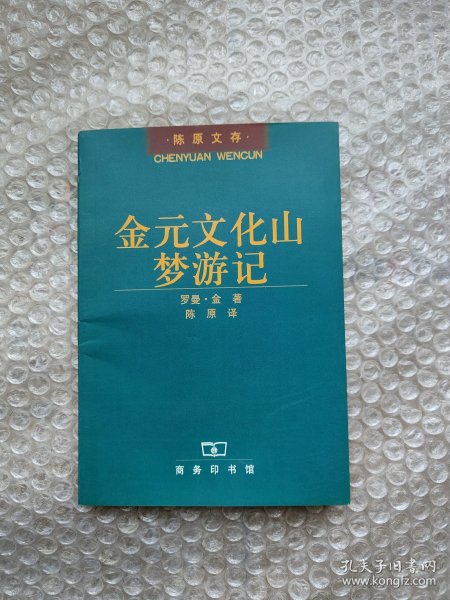 ·陈原文存·
CHENYUAN WENCUN
金元文化山
梦游记
罗曼·金 著
陈原 译
商务印书馆
孔夫子旧书网
www.kongfz.com